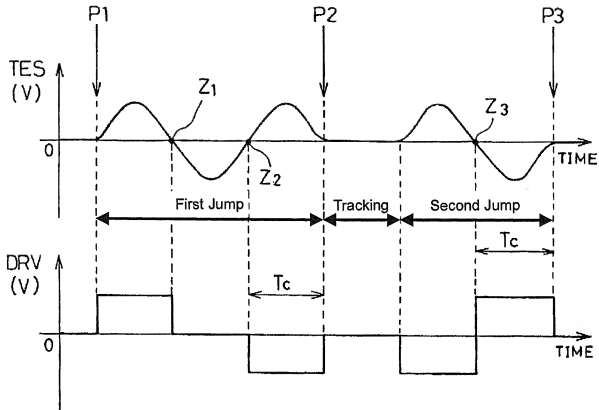 P1 P2 P3
TES
(V)
Z1
Z2
Z3
0
TIME
First Jump Tracking Second Jump
Tc
DRV
(V)
Tc
0
TIME